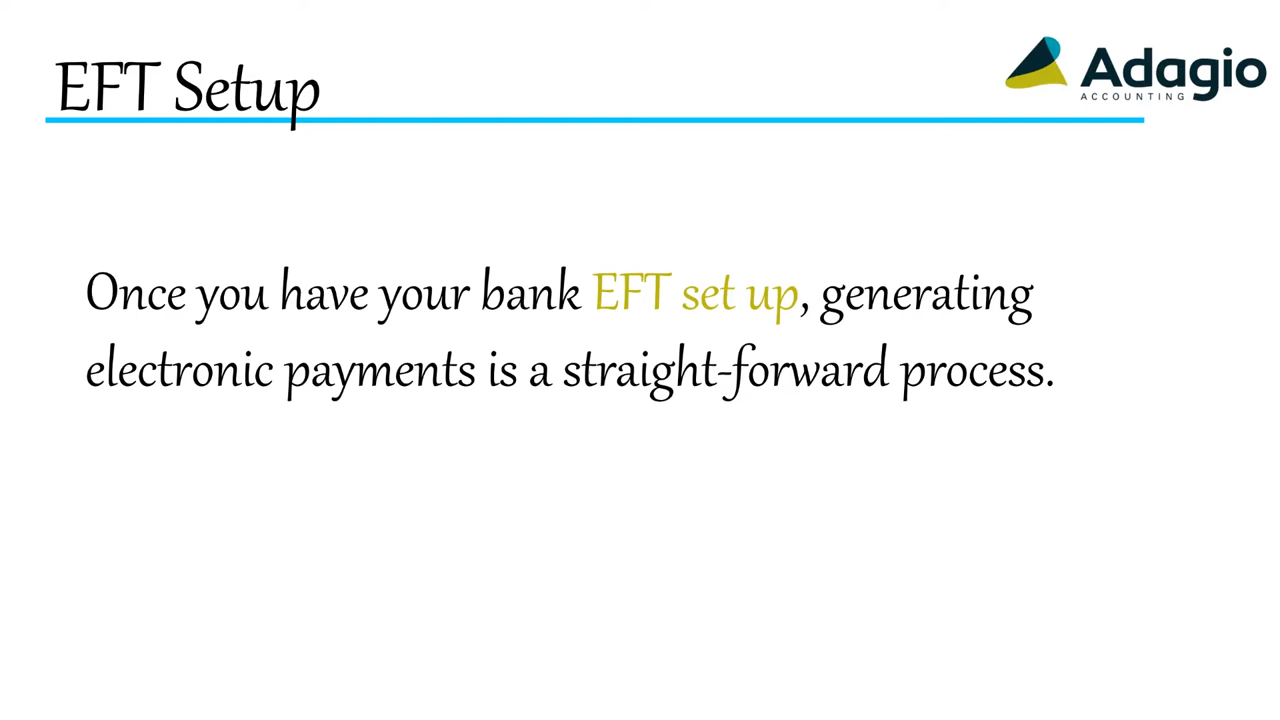 EFT Setup
Adagio
ACCOUNTING
Once you have your bank EFT set up, generating
electronic payments is a straight-forward process.